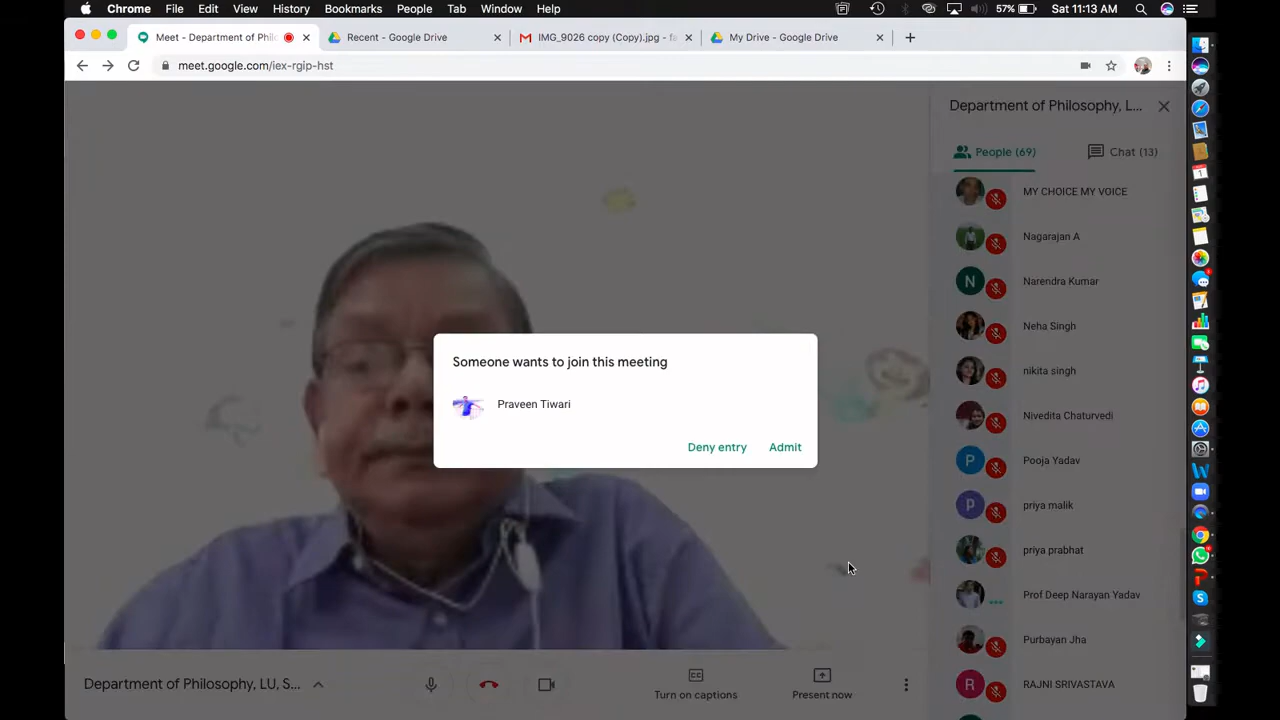 Chrome File Edit View History Bookmarks People Tab Window Help 57% Sat 11:13 AM
Meet - Department of Phil Recent - Google Drive IMG_9026 copy (Copy).jpg - fa My Drive - Google Drive
meet.google.com/iex-rgip-hst
Department of Philosophy, L...
People (69) Chat (13)
MY CHOICE MY VOICE
Nagarajan A
N Narendra Kumar
Neha Singh
nikita singh
Nivedita Chaturvedi
P Pooja Yadav
p priya malik
priya prabhat
Prof Deep Narayan Yadav
Purbayan Jha
R RAJNI SRIVASTAVA
Someone wants to join this meeting
Praveen Tiwari
Deny entry Admit
Department of Philosophy, LU, S...
Turn on captions
Present now